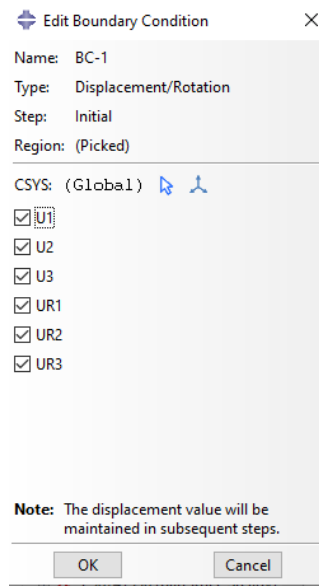 Edit Boundary Condition
Name: BC-1
Type: Displacement/Rotation
Step: Initial
Region: (Picked)
CSYS: (Global)
U1
U2
U3
UR1
UR2
UR3
Note: The displacement value will be
maintained in subsequent steps.
OK Cancel